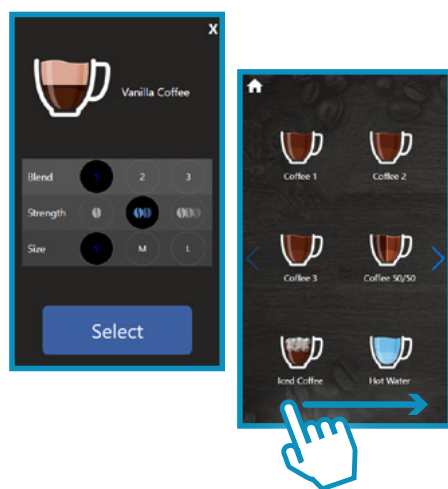 X
Vanilla Coffee
Blend 1 2 3
Strength
Size S M L
Select
Coffee 1 Coffee 2
Coffee 3 Coffee 50/50
Iced Coffee Hot Water